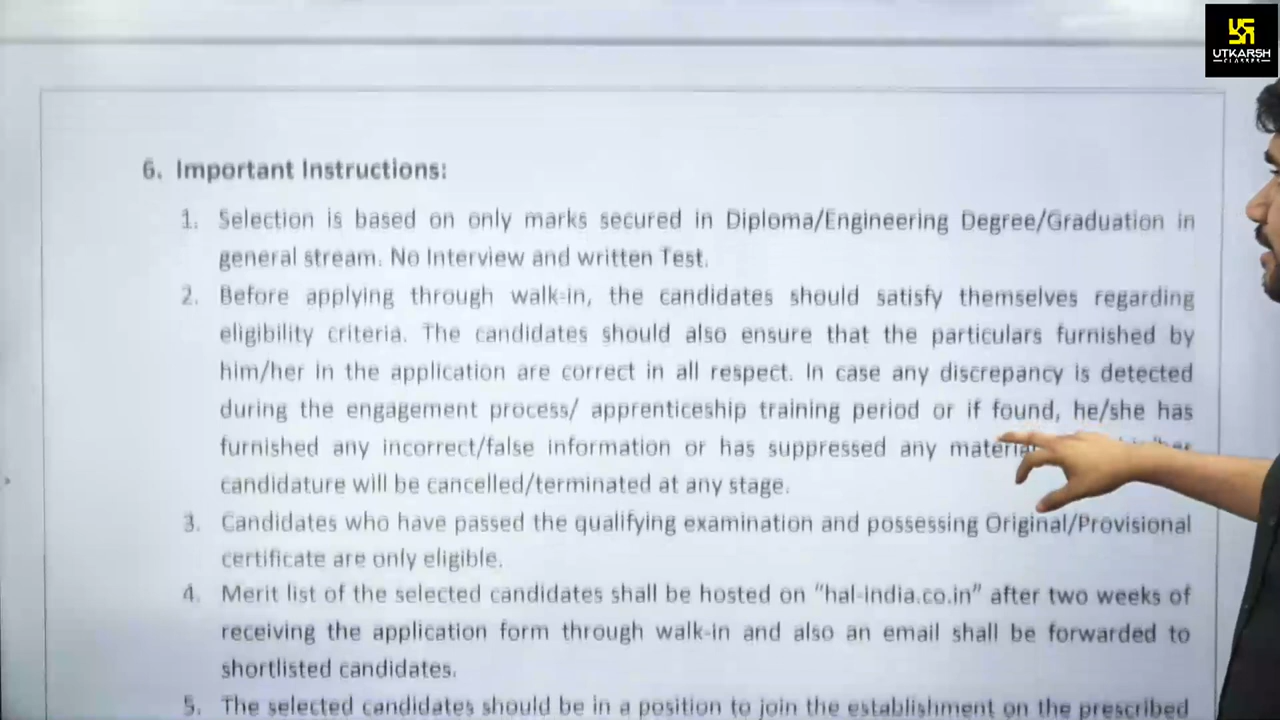 UTKARSH
CLASSES
6. Important Instructions:
1. Selection is based on only marks secured in Diploma/Engineering Degree/Graduation in
general stream. No Interview and written Test.
2. Before applying through walk-in, the candidates should satisfy themselves regarding
eligibility criteria. The candidates should also ensure that the particulars furnished by
him/her in the application are correct in all respect. In case any discrepancy is detected
during the engagement process/ apprenticeship training period or if found, he/she has
furnished any incorrect/false information or has suppressed any
candidature will be cancelled/terminated at any stage.
3. Candidates who have passed the qualifying examination and possessing Original/Provisional
certificate are only eligible.
4. Merit list of the selected candidates shall be hosted on “hal-india.co.in” after two weeks of
receiving the application form through walk-in and also an email shall be forwarded to
shortlisted candidates.
5. The selected candidates should be in a position to join the establishment on the prescribed